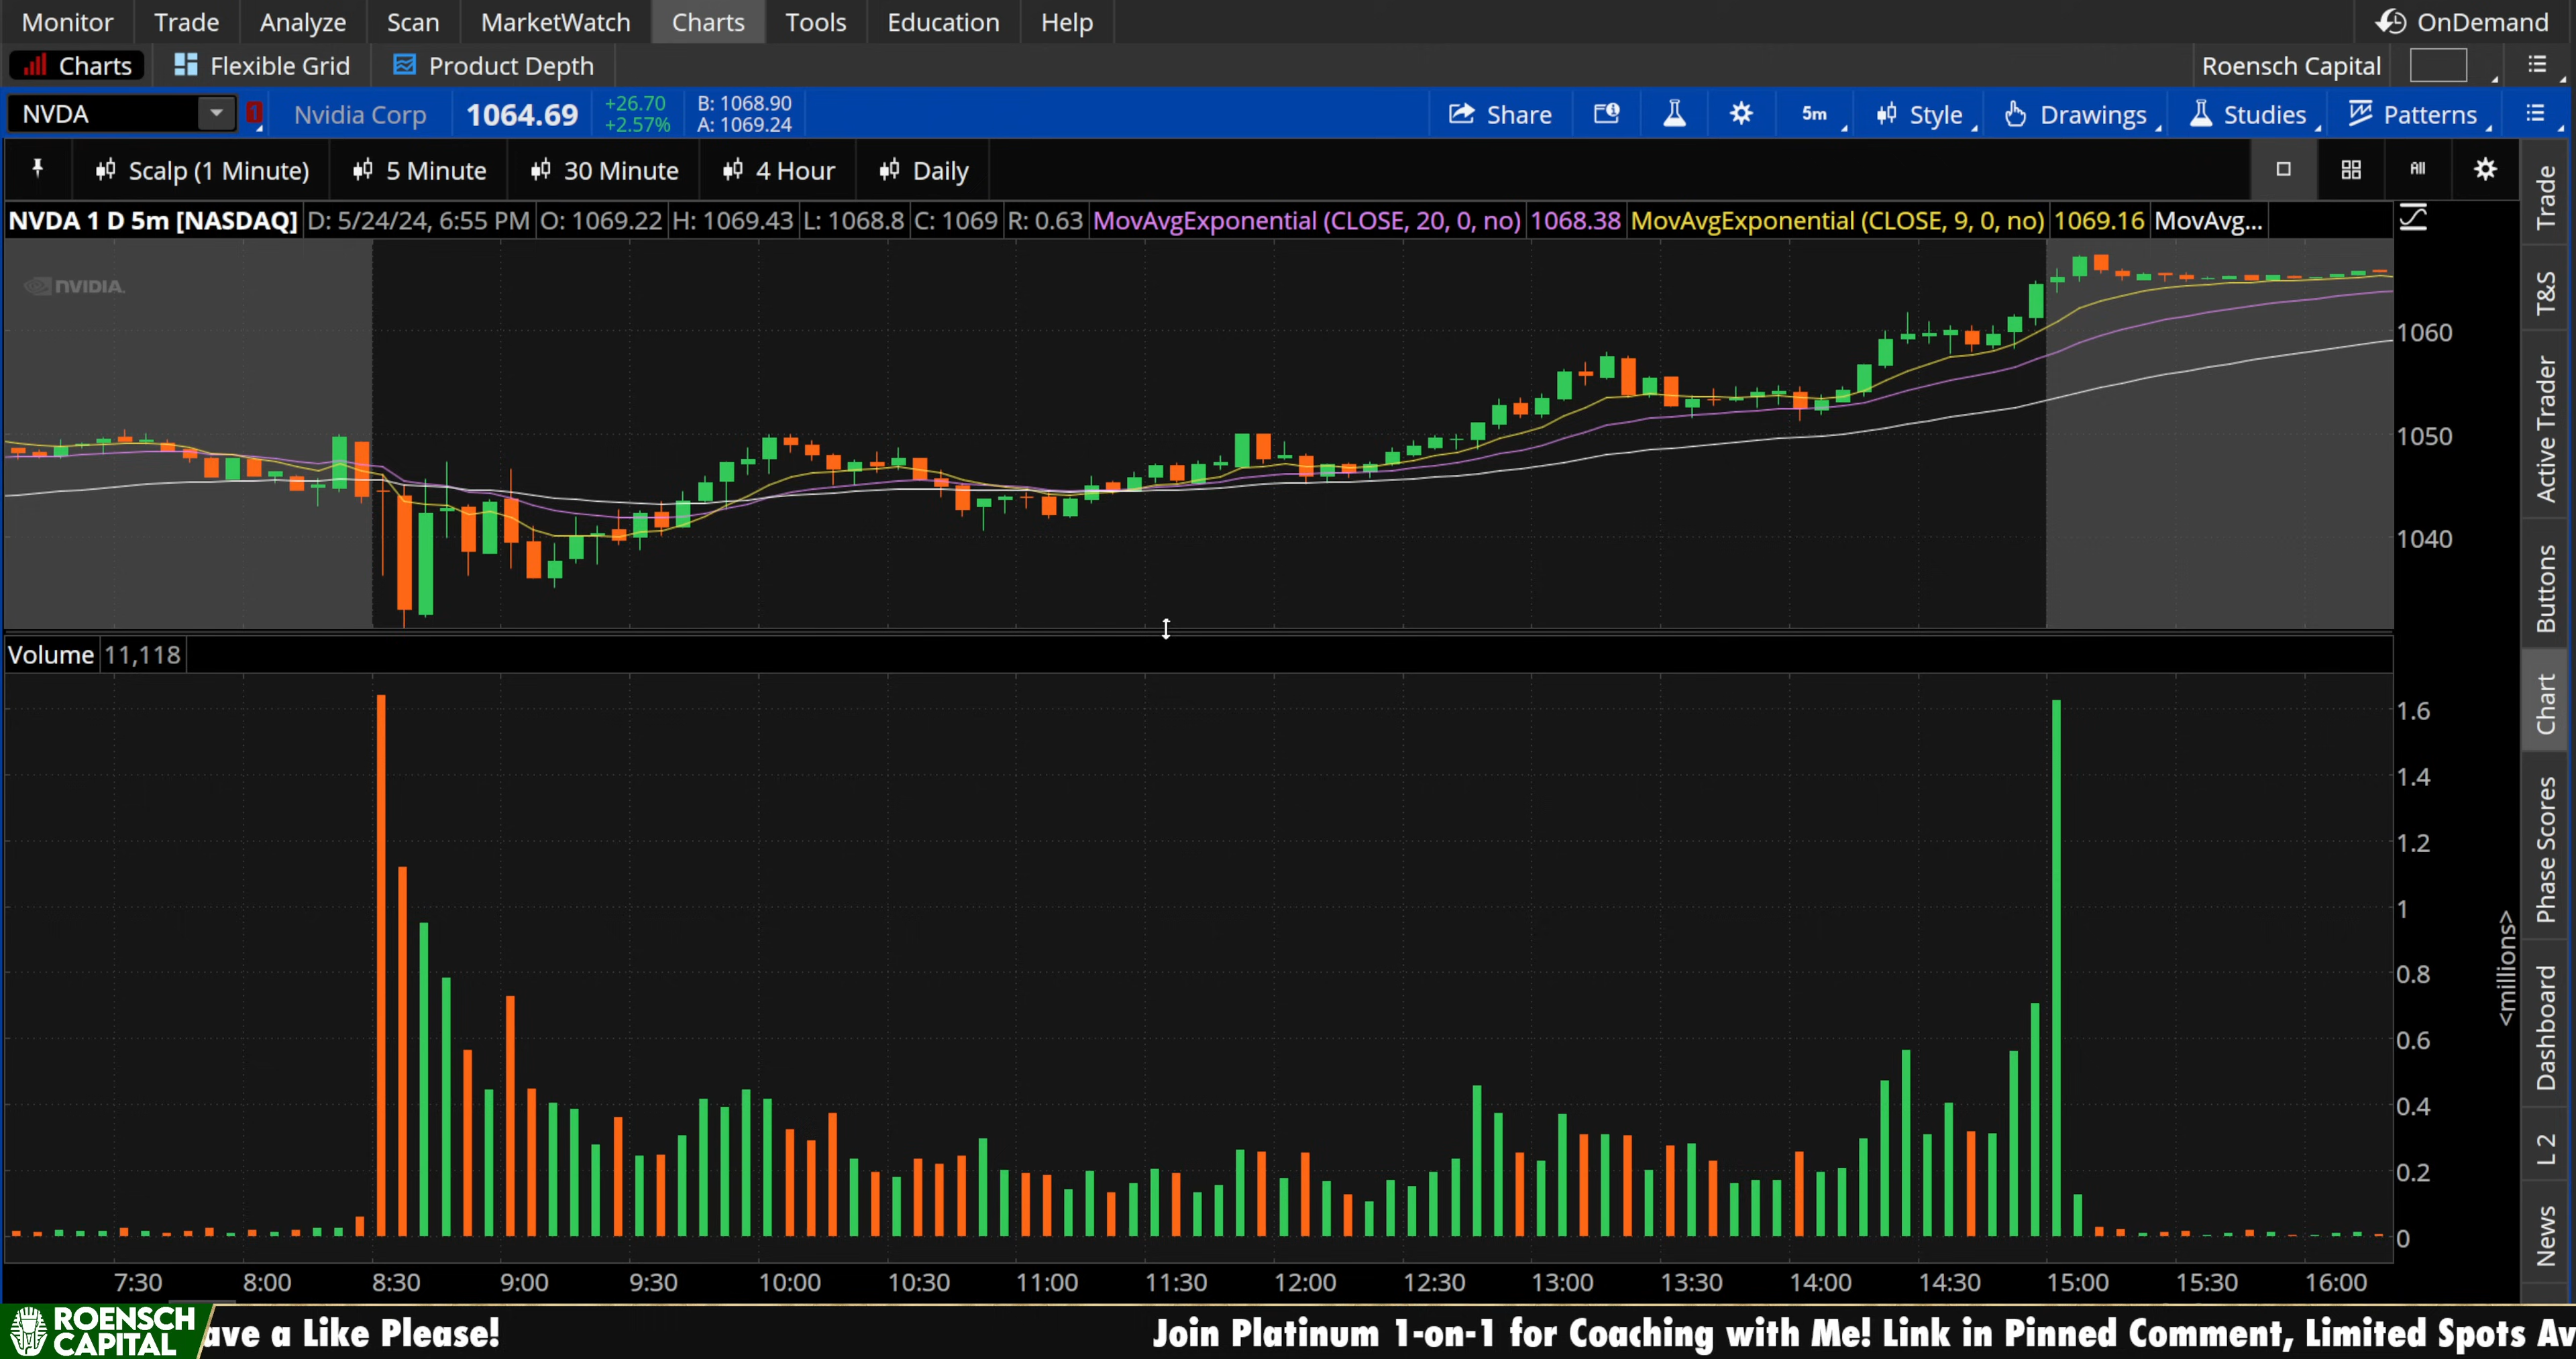 Monitor Trade Analyze Scan MarketWatch Charts Tools Education Help OnDemand
Charts Flexible Grid Product Depth Roensch Capital
NVDA 1 Nvidia Corp 1064.69 +26.70 +2.57% B: 1068.90 A: 1069.24 Share 5m Style Drawings Studies Patterns
Scalp (1 Minute) 5 Minute 30 Minute 4 Hour Daily All
NVDA 1 D 5m [NASDAQ] D: 5/24/24, 6:55 PM O: 1069.22 H: 1069.43 L: 1068.8 C: 1069 R: 0.63 MovAvgExponential (CLOSE, 20, 0, no) 1068.38 MovAvgExponential (CLOSE, 9, 0, no) 1069.16 MovAvg...
NVIDIA.
1060
1050
1040
Volume 11,118
1.6
1.4
1.2
1
0.8
0.6
0.4
0.2
0
<millions>
7:30 8:00 8:30 9:00 9:30 10:00 10:30 11:00 11:30 12:00 12:30 13:00 13:30 14:00 14:30 15:00 15:30 16:00
Trade
T&S
Active Trader
Buttons
Chart
Phase Scores
Dashboard
L 2
News
ROENSCH
CAPITAL
ave a Like Please! Join Platinum 1-on-1 for Coaching with Me! Link in Pinned Comment, Limited Spots Av